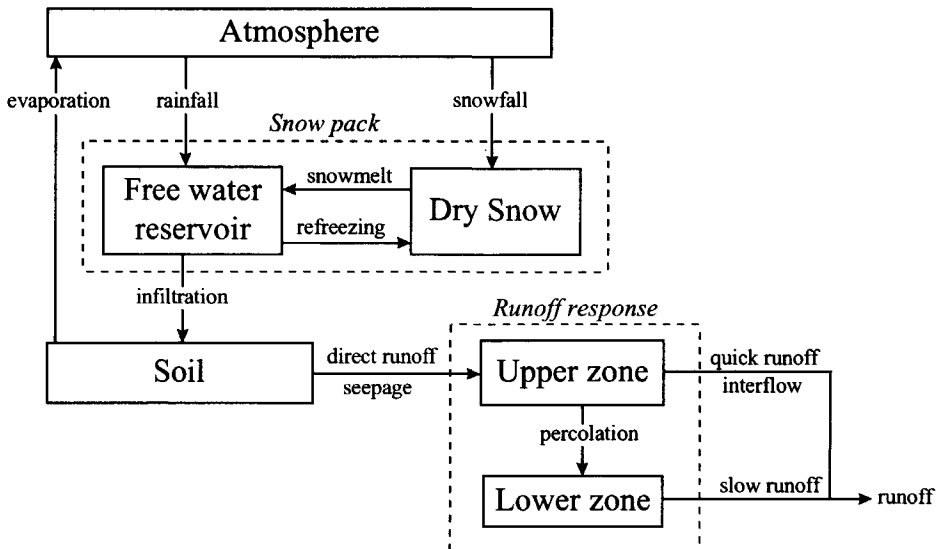 Atmosphere
evaporation
rainfall
snowfall
Snow pack
Free water
reservoir
snowmelt
refreezing
Dry Snow
infiltration
Runoff response
Soil
direct runoff
seepage
Upper zone
quick runoff
interflow
percolation
Lower zone
slow runoff
runoff